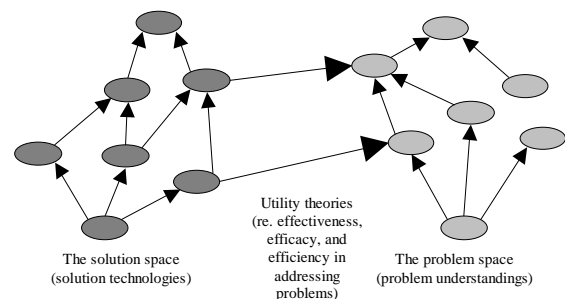 The solution space
(solution technologies)
Utility theories
(re. effectiveness,
efficacy, and
efficiency in
addressing
problems)
The problem space
(problem understandings)